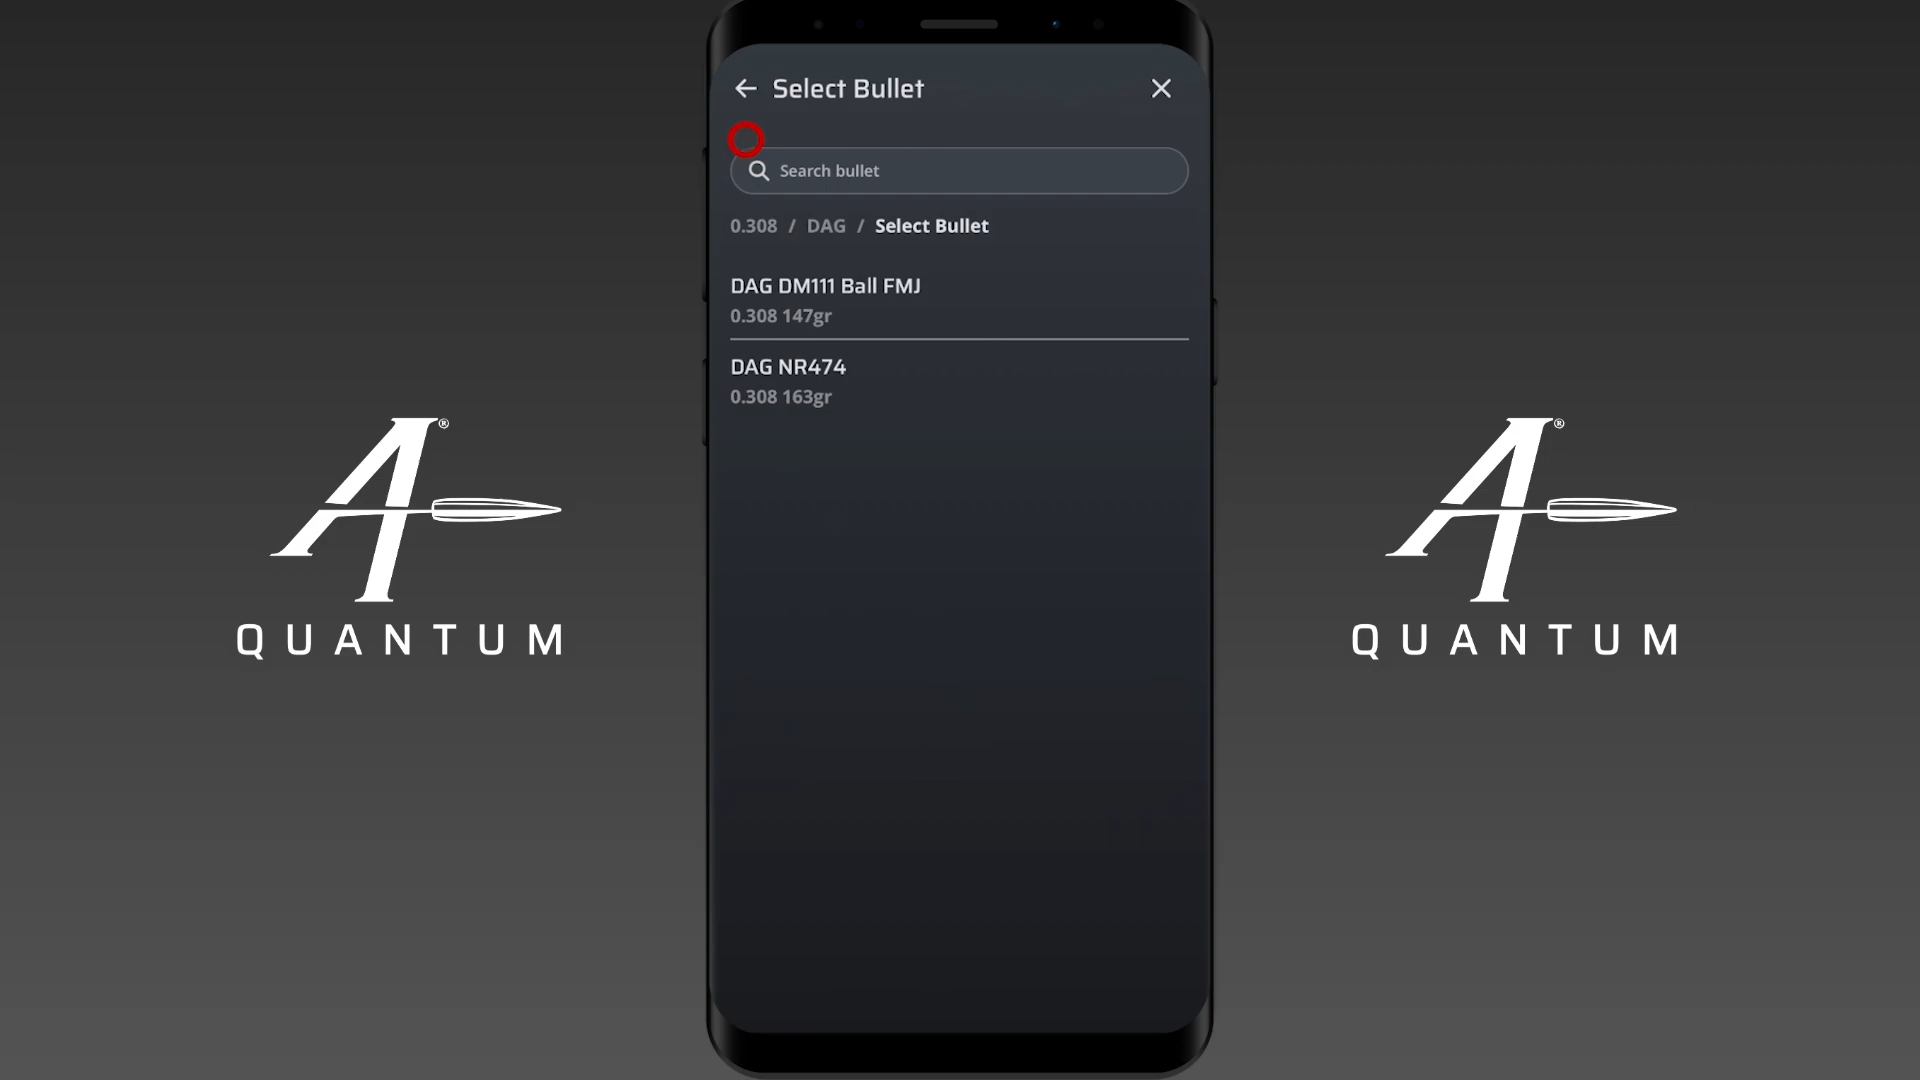 Select Bullet
Search bullet
0.308 / DAG / Select Bullet
DAG DM111 Ball FMJ
0.308 147gr
DAG NR474
0.308 163gr
A®
QUANTUM
A®
QUANTUM